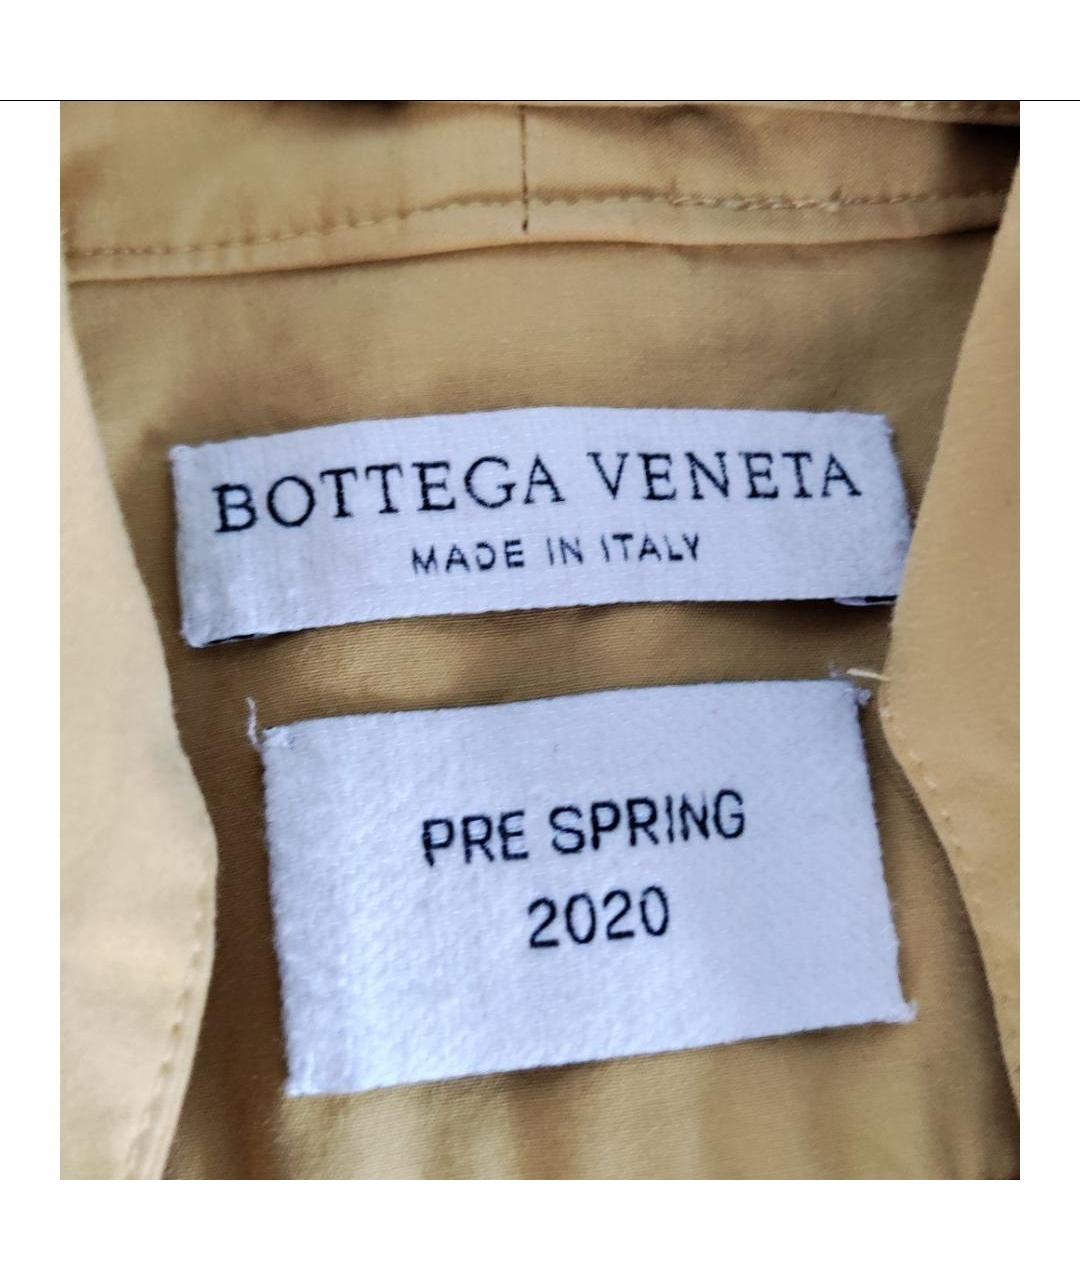 BOTTEGA VENETA
MADE IN ITALY
PRE SPRING
2020